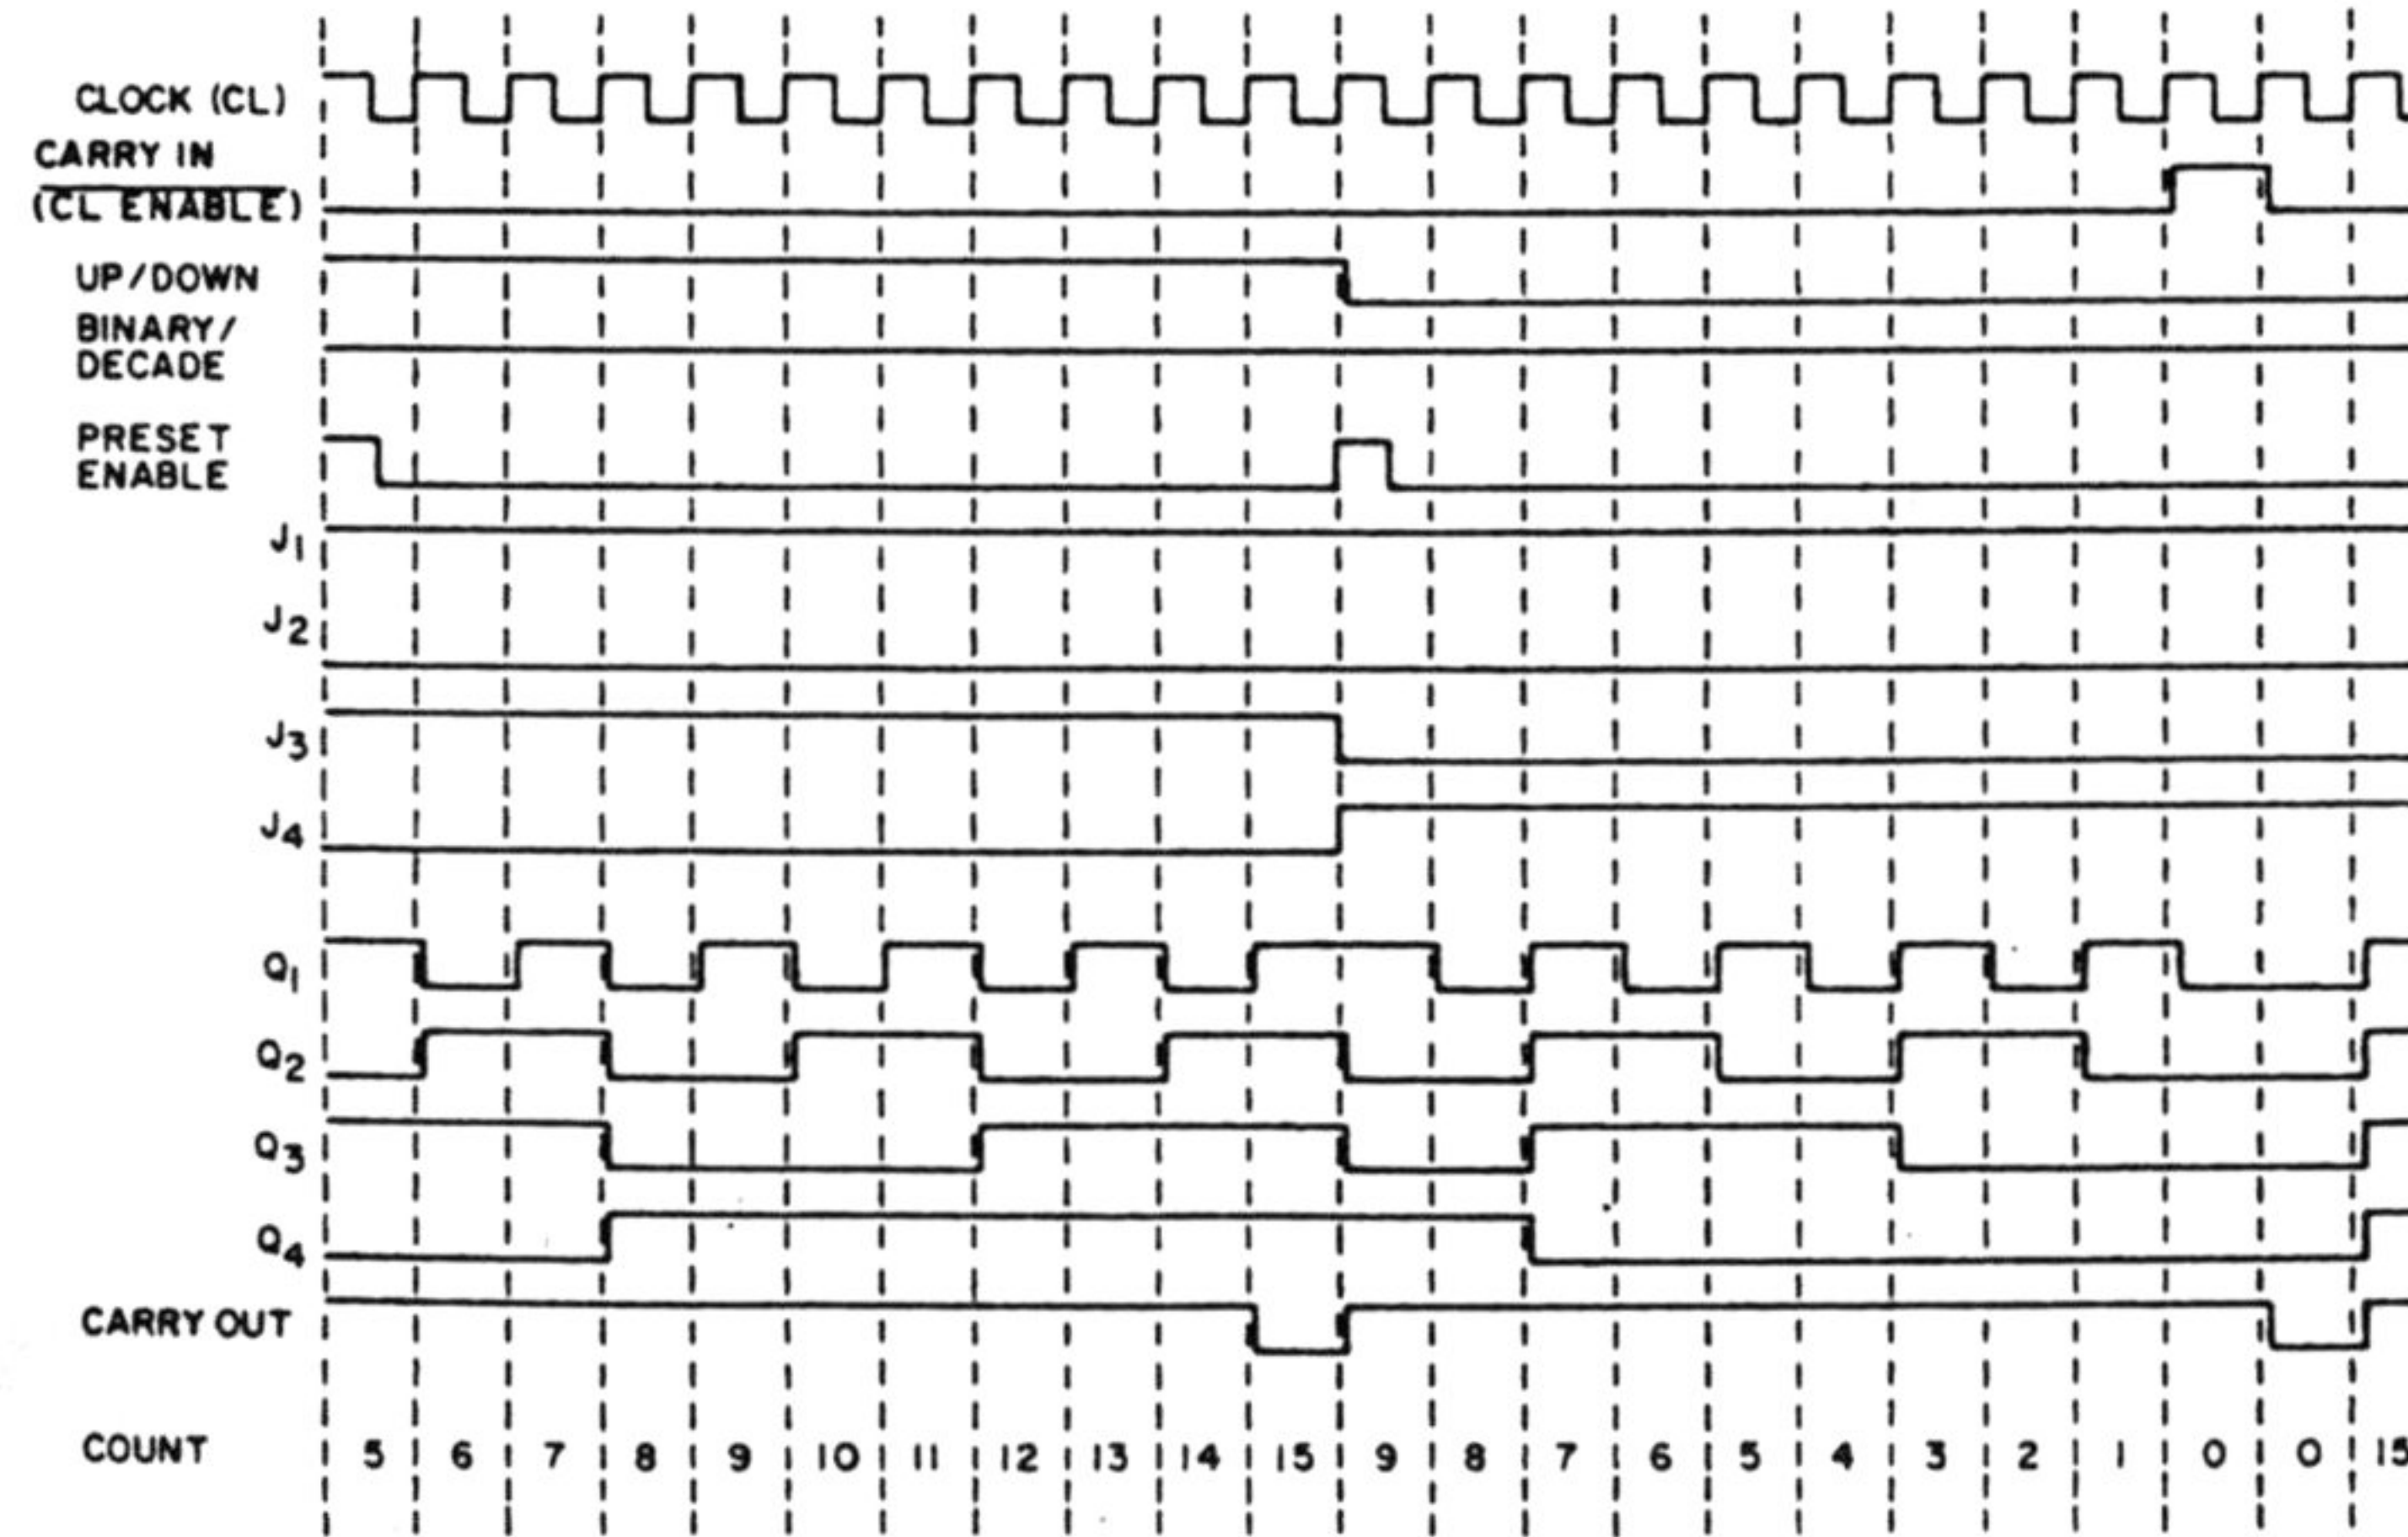 CLOCK (CL)
CARRY IN
(CL ENABLE)
UP/DOWN
BINARY/
DECADE
PRESET
ENABLE
J1
J2
J3
J4
Q1
Q2
Q3
Q4
CARRY OUT
COUNT 5 6 7 8 9 10 11 12 13 14 15 9 8 7 6 5 4 3 2 1 0 0 15